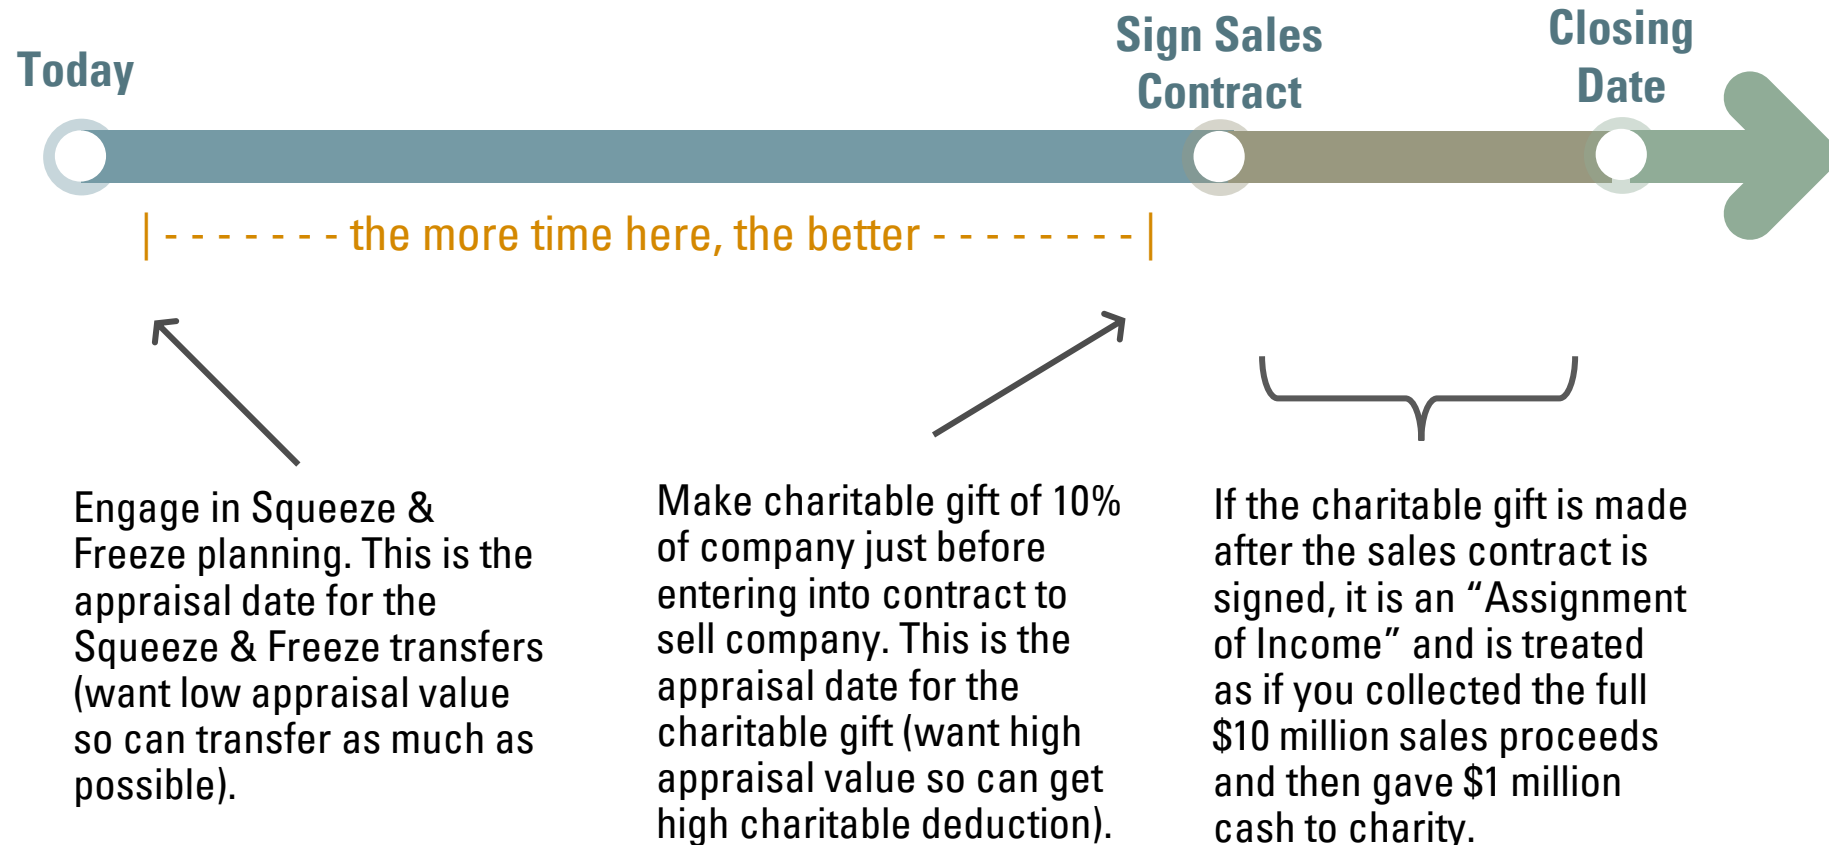 Today
Sign Sales
Contract
Closing
Date
|- - - - - - - the more time here, the better - - - - - - - -|
Engage in Squeeze &
Freeze planning. This is the
appraisal date for the
Squeeze & Freeze transfers
(want low appraisal value
so can transfer as much as
possible).
Make charitable gift of 10%
of company just before
entering into contract to
sell company. This is the
appraisal date for the
charitable gift (want high
appraisal value so can get
high charitable deduction).
If the charitable gift is made
after the sales contract is
signed, it is an “Assignment
of Income” and is treated
as if you collected the full
$10 million sales proceeds
and then gave $1 million
cash to charity.